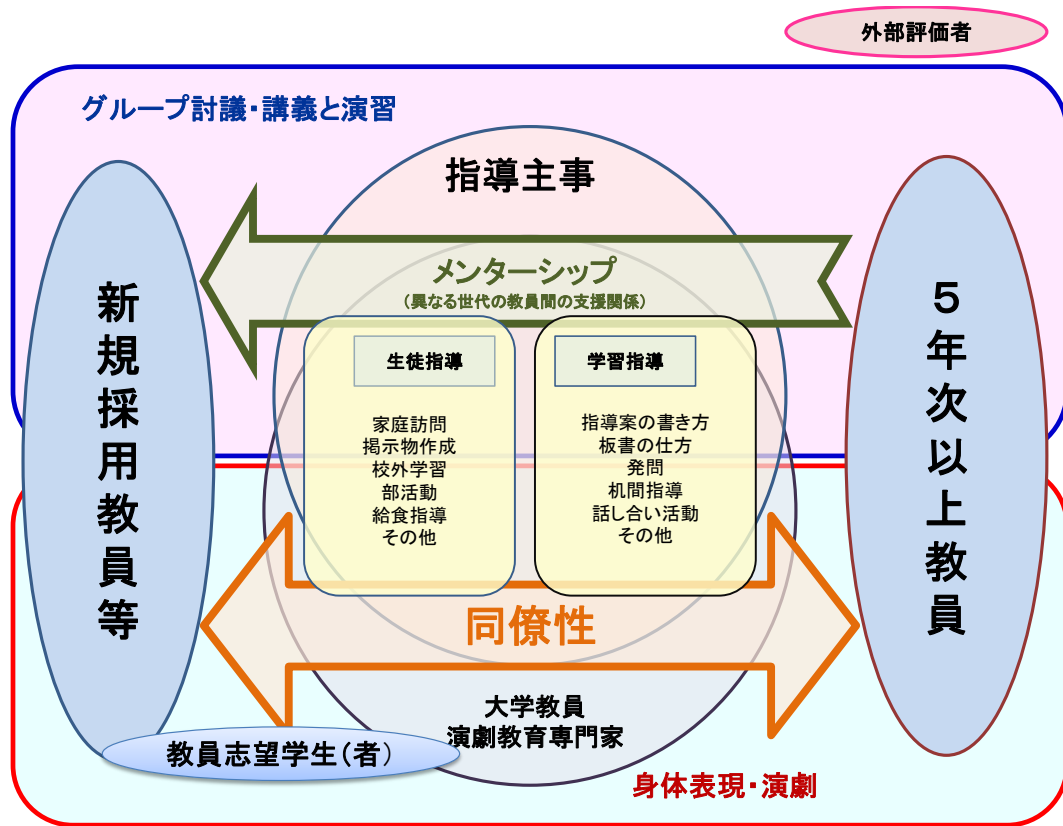 外部評価者
グループ討議・講義と演習
指導主事
メンターシップ
(異なる世代の教員間の支援関係)
新規採用教員等
5年次以上教員
生徒指導
家庭訪問
掲示物作成
校外学習
部活動
給食指導
その他
学習指導
指導案の書き方
板書の仕方
発問
机間指導
話し合い活動
その他
同僚性
大学教員
演劇教育専門家
教員志望学生(者)
身体表現・演劇